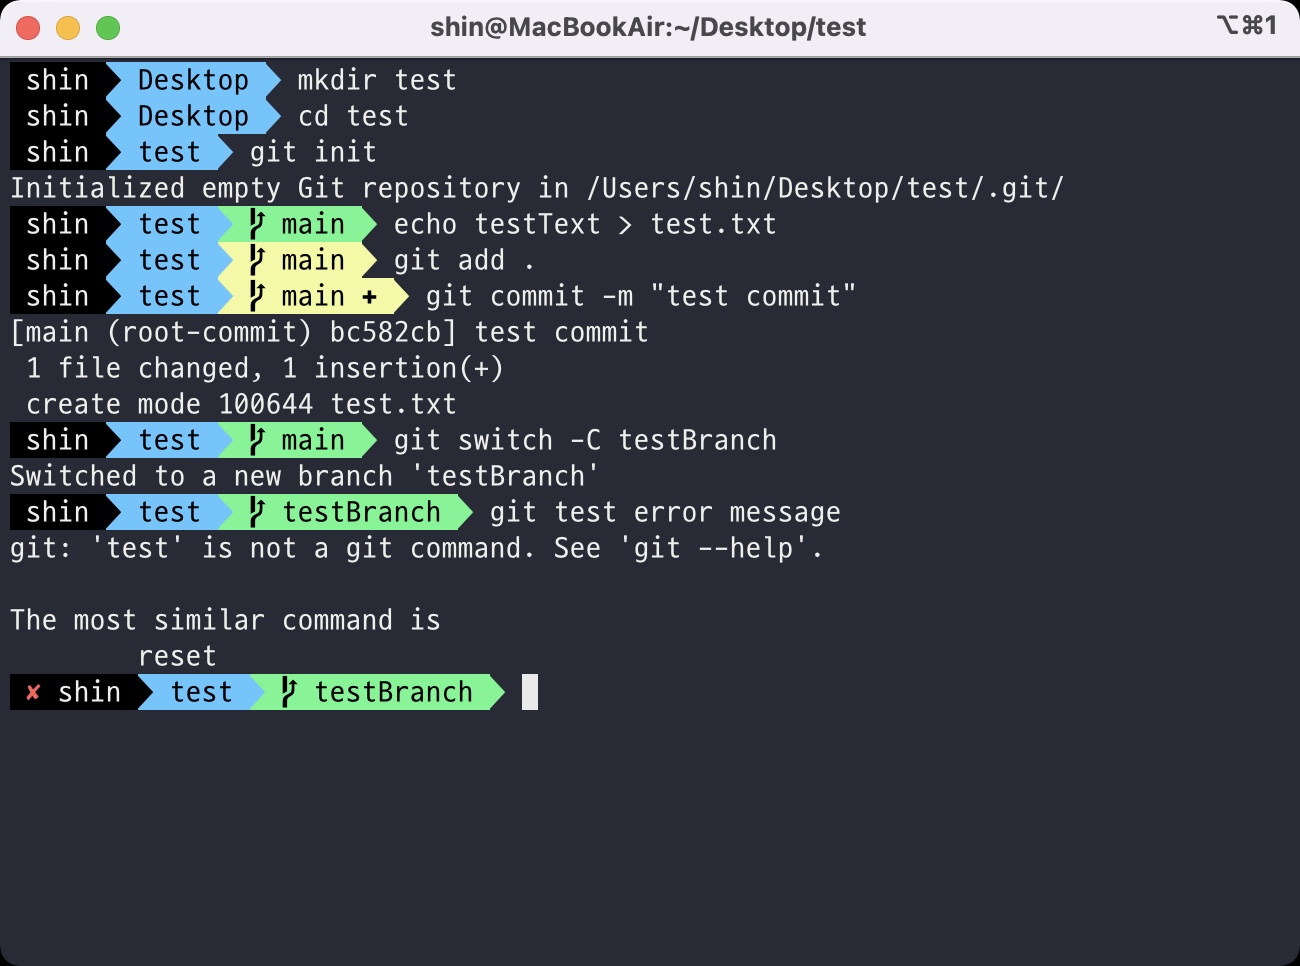 shin@MacBookAir:~/Desktop/test ⌥⌘1
shin Desktop mkdir test
shin Desktop cd test
shin test git init
Initialized empty Git repository in /Users/shin/Desktop/test/.git/
shin test main echo testText > test.txt
shin test main git add .
shin test main + git commit -m "test commit"
[main (root-commit) bc582cb] test commit
 1 file changed, 1 insertion(+)
 create mode 100644 test.txt
shin test main git switch -C testBranch
Switched to a new branch 'testBranch'
shin test testBranch git test error message
git: 'test' is not a git command. See 'git --help'.

The most similar command is
        reset
✘ shin test testBranch